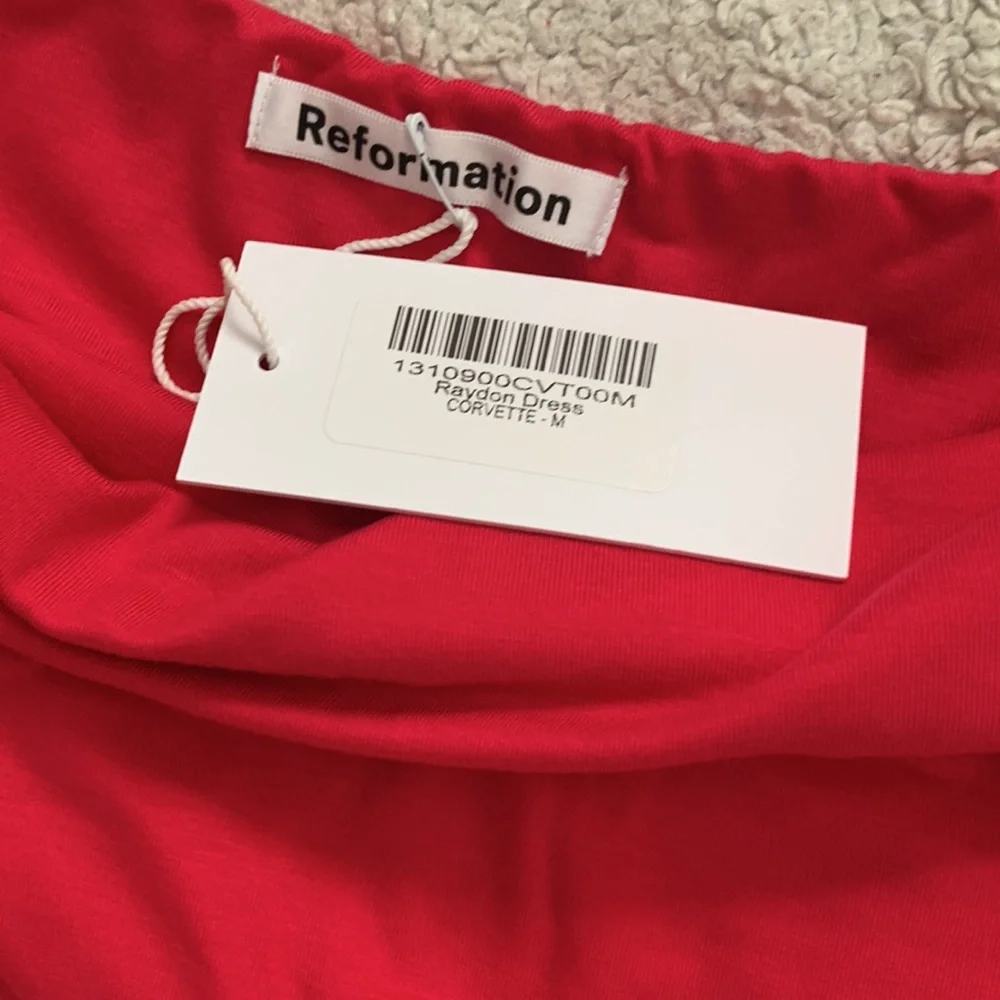 Reformation
1310900CVT00M
Raydon Dress
CORVETTE - M